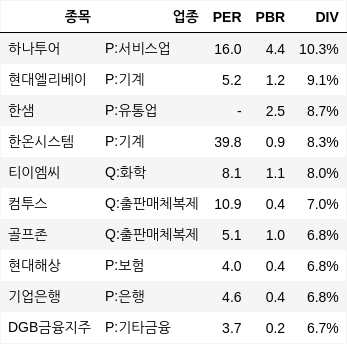 종목 업종 PER PBR DIV
하나투어 P:서비스업 16.0 4.4 10.3%
현대엘리베이 P:기계 5.2 1.2 9.1%
한샘 P:유통업 - 2.5 8.7%
한온시스템 P:기계 39.8 0.9 8.3%
티이엠씨 Q:화학 8.1 1.1 8.0%
컴투스 Q:출판매체복제 10.9 0.4 7.0%
골프존 Q:출판매체복제 5.1 1.0 6.8%
현대해상 P:보험 4.0 0.4 6.8%
기업은행 P:은행 4.6 0.4 6.8%
DGB금융지주 P:기타금융 3.7 0.2 6.7%